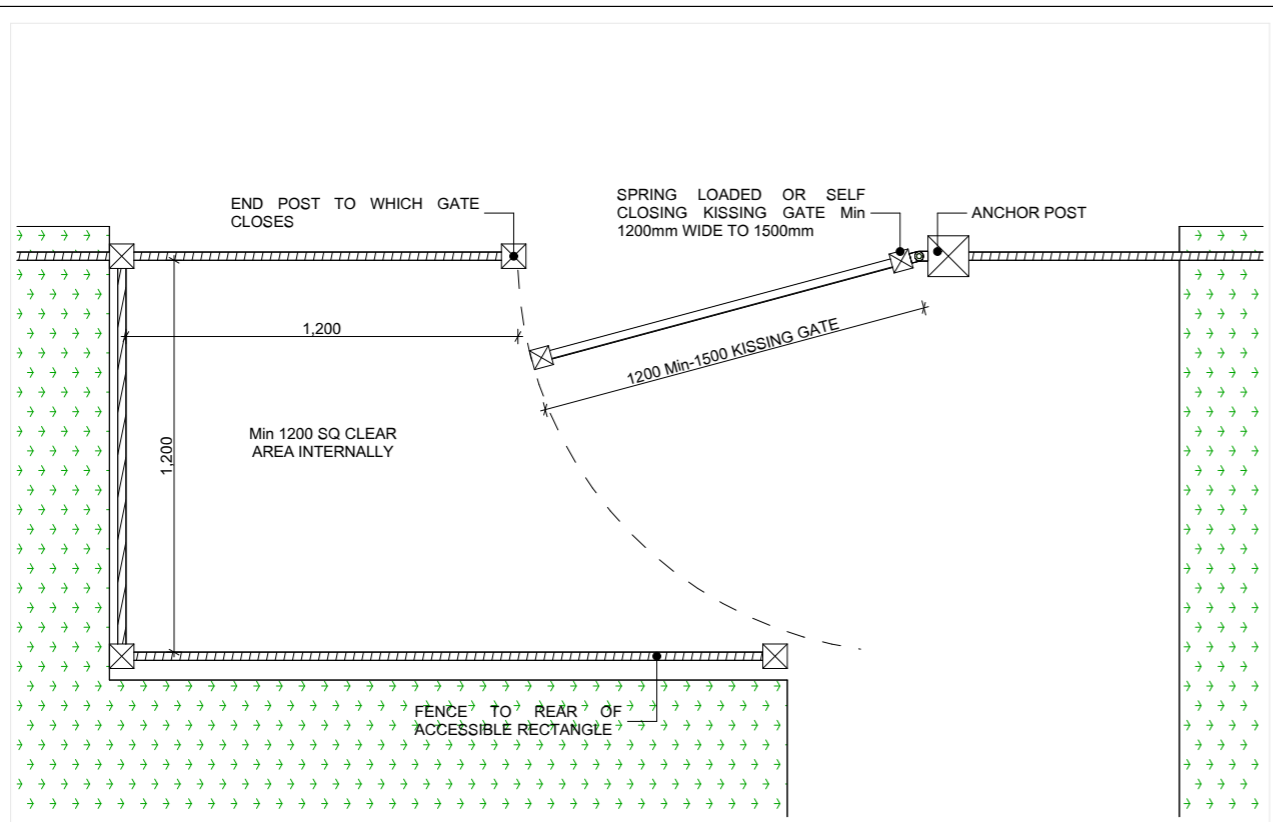 END POST TO WHICH GATE
CLOSES
SPRING LOADED OR SELF
CLOSING KISSING GATE Min
1200mm WIDE TO 1500mm
ANCHOR POST
1,200
1200 Min-1500 KISSING GATE
1,200
Min 1200 SQ CLEAR
AREA INTERNALLY
FENCE TO REAR OF
ACCESSIBLE RECTANGLE